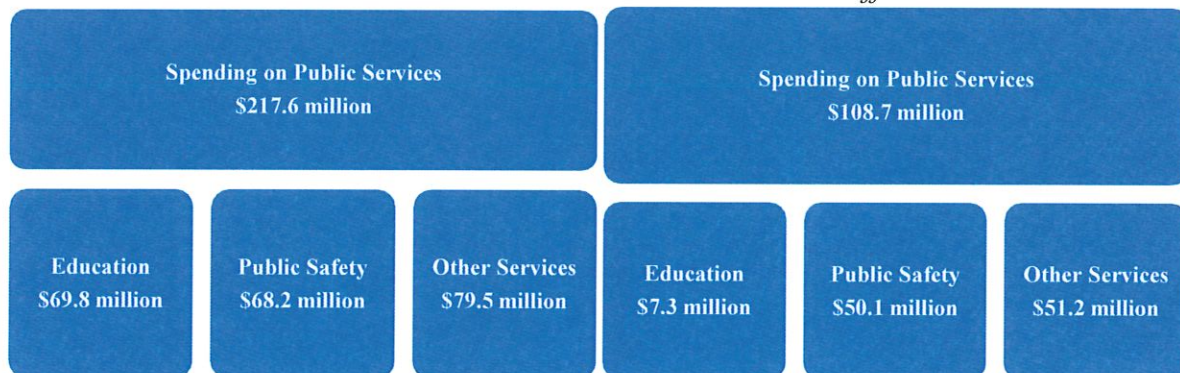 Spending on Public Services
$217.6 million
Spending on Public Services
$108.7 million
Education
$69.8 million
Public Safety
$68.2 million
Other Services
$79.5 million
Education
$7.3 million
Public Safety
$50.1 million
Other Services
$51.2 million